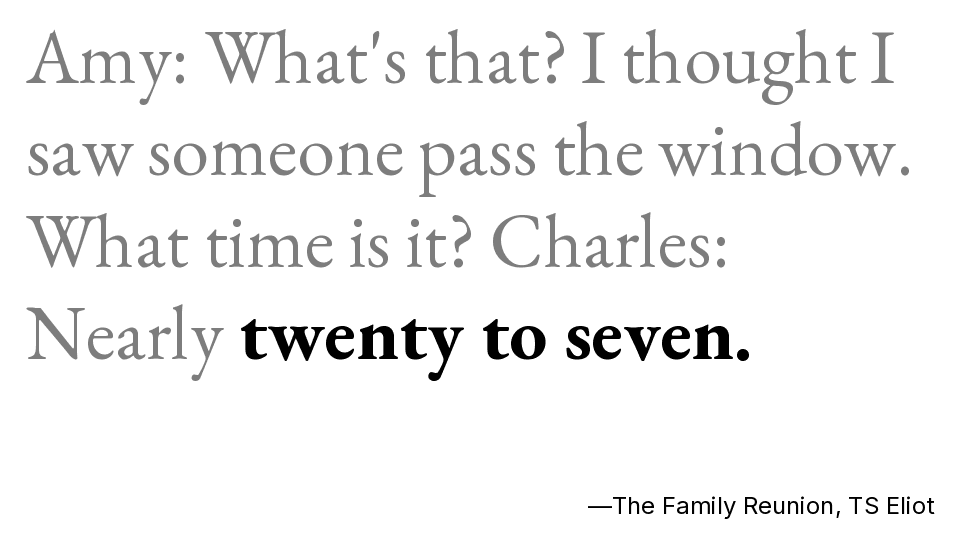 Amy: What's that? I thought I
saw someone pass the window.
What time is it? Charles:
Nearly twenty to seven.
—The Family Reunion, TS Eliot